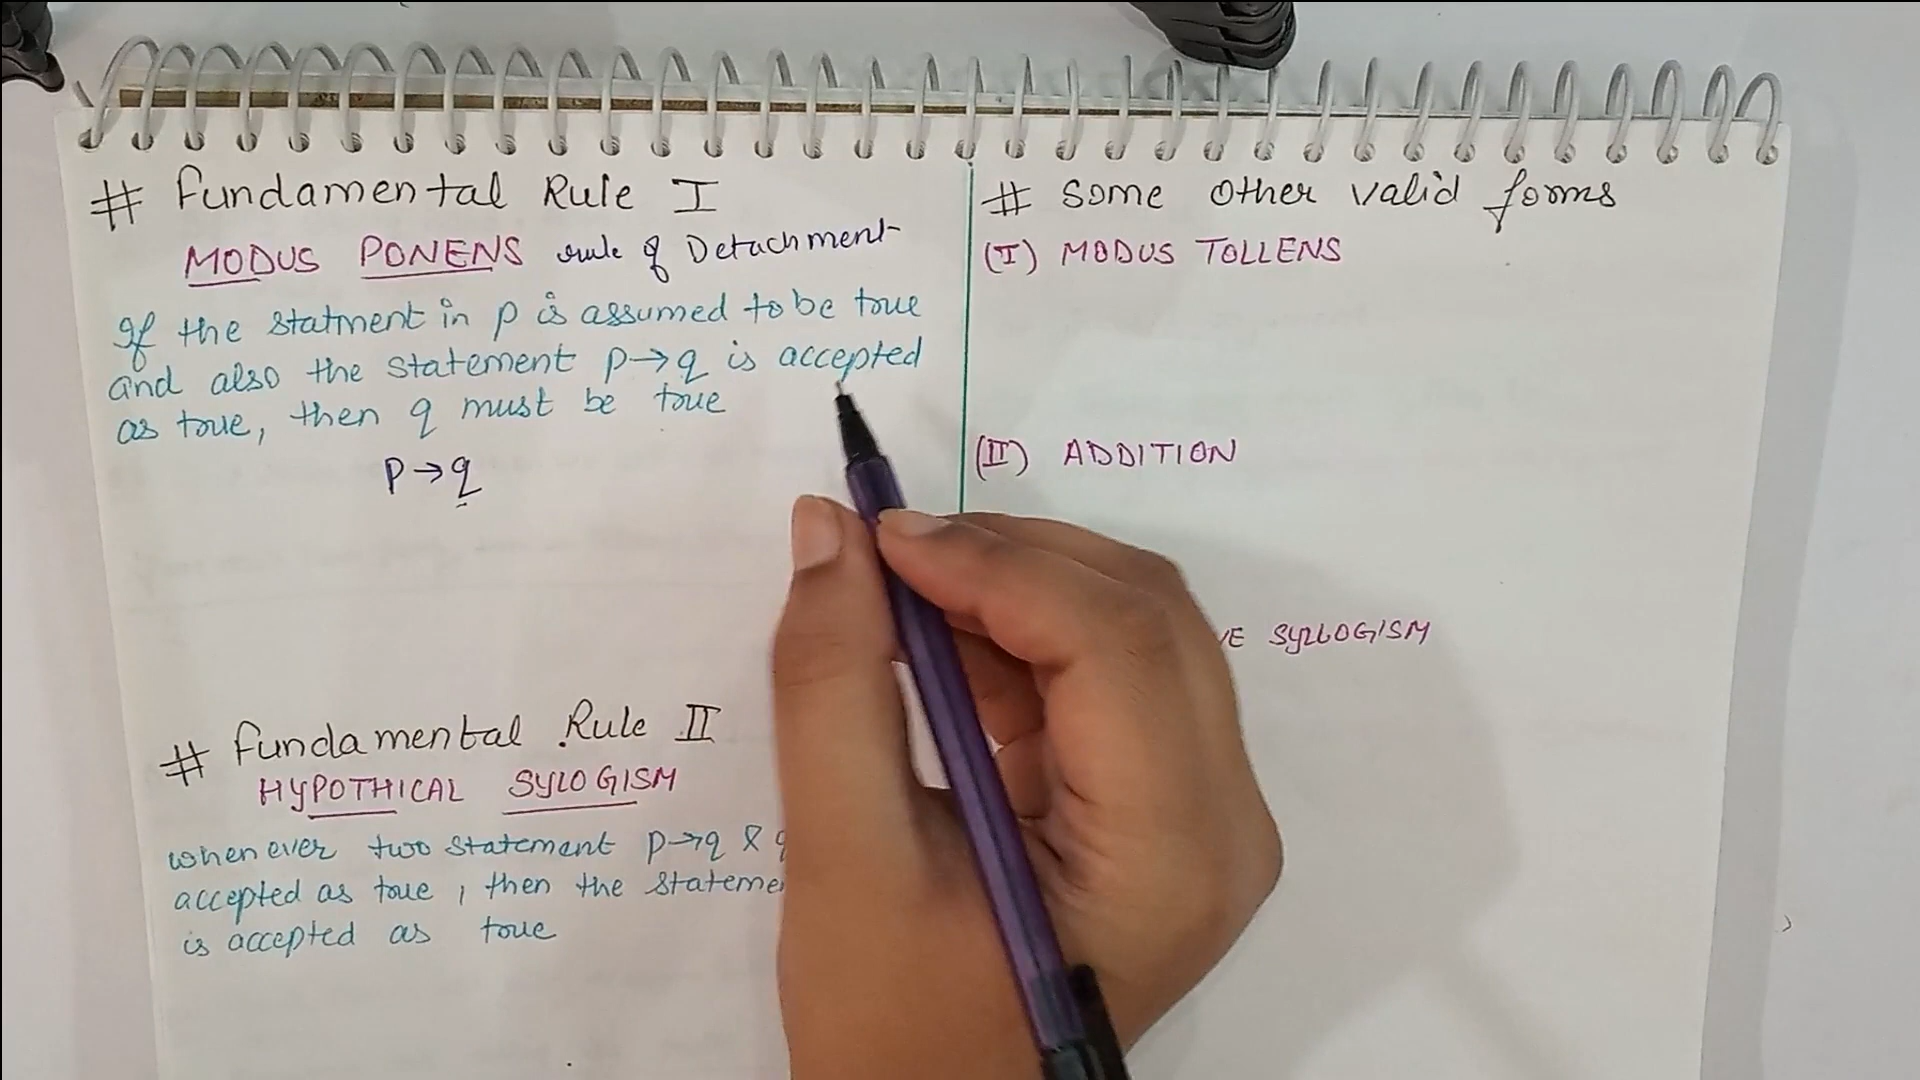 # Fundamental Rule I
MODUS PONENS rule of Detachment
If the statment in p is assumed to be true
and also the statement p→q is accepted
as true, then q must be true
p→q
# Fundamental Rule II
HYPOTHICAL SYLOGISM
whenever two statement p→q &
accepted as true, then the
is accepted as true
# Some Other valid forms
(I) MODUS TOLLENS
(II) ADDITION
SYLLOGISM